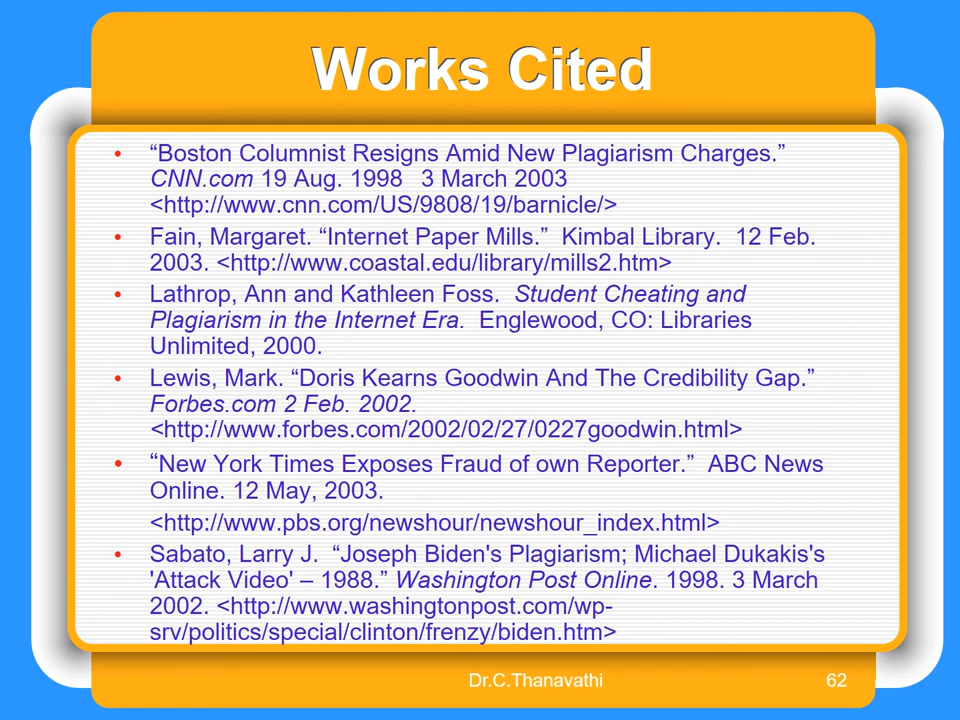 Works Cited
• “Boston Columnist Resigns Amid New Plagiarism Charges.”
CNN.com 19 Aug. 1998   3 March 2003
<http://www.cnn.com/US/9808/19/barnicle/>
• Fain, Margaret. “Internet Paper Mills.”  Kimbal Library.  12 Feb.
2003. <http://www.coastal.edu/library/mills2.htm>
• Lathrop, Ann and Kathleen Foss.  Student Cheating and
Plagiarism in the Internet Era.  Englewood, CO: Libraries
Unlimited, 2000.
• Lewis, Mark. “Doris Kearns Goodwin And The Credibility Gap.”
Forbes.com 2 Feb. 2002.
<http://www.forbes.com/2002/02/27/0227goodwin.html>
• “New York Times Exposes Fraud of own Reporter.”  ABC News
Online. 12 May, 2003.
<http://www.pbs.org/newshour/newshour_index.html>
• Sabato, Larry J.  “Joseph Biden's Plagiarism; Michael Dukakis's
'Attack Video' – 1988.” Washington Post Online. 1998. 3 March
2002. <http://www.washingtonpost.com/wp-
srv/politics/special/clinton/frenzy/biden.htm>
Dr.C.Thanavathi 62